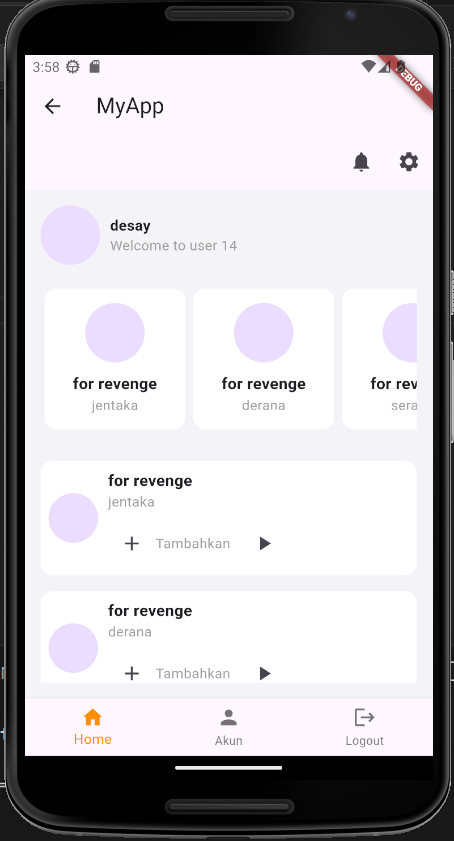 3:58
DEBUG
MyApp
desay
Welcome to user 14
for revenge
jentaka
for revenge
derana
for rev
sera
for revenge
jentaka
Tambahkan
for revenge
derana
Tambahkan
Home
Akun
Logout